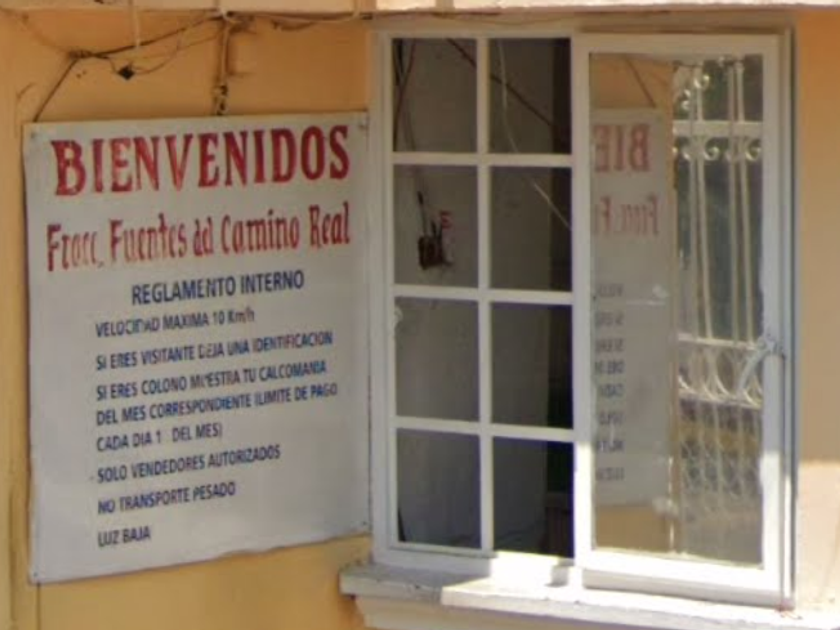 BIENVENIDOS
Fracc. Fuentes del Camino Real
REGLAMENTO INTERNO
VELOCIDAD MAXIMA 10 Km/h
SI ERES VISITANTE DEJA UNA IDENTIFICACION
SI ERES COLONO MUESTRA TU CALCOMANIA
DEL MES CORRESPONDIENTE (LIMITE DE PAGO
CADA DIA 1 DEL MES)
- SOLO VENDEDORES AUTORIZADOS
NO TRANSPORTE PESADO
LUZ BAJA